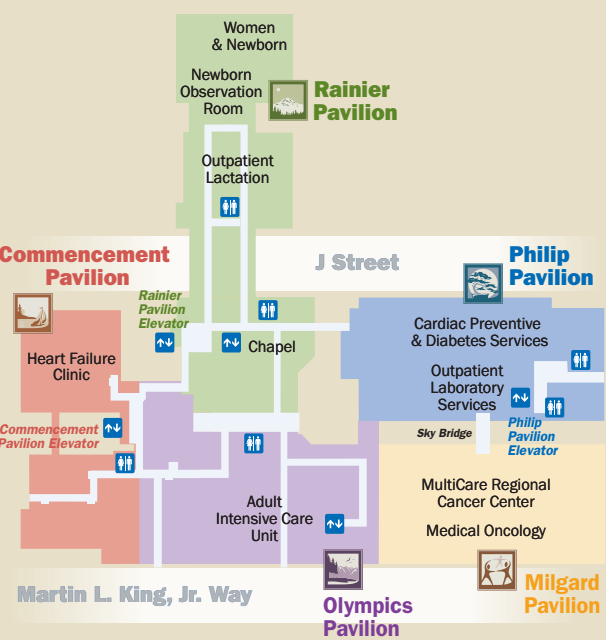 Women
& Newborn
Newborn
Observation
Room
Rainier
Pavilion
Outpatient
Lactation
Commencement
Pavilion
J Street
Philip
Pavilion
Rainier
Pavilion
Elevator
Chapel
Cardiac Preventive
& Diabetes Services
Heart Failure
Clinic
Outpatient
Laboratory
Services
Commencement
Pavilion Elevator
Sky Bridge
Philip
Pavilion
Elevator
MultiCare Regional
Cancer Center
Medical Oncology
Adult
Intensive Care
Unit
Martin L. King, Jr. Way
Olympics
Pavilion
Milgard
Pavilion